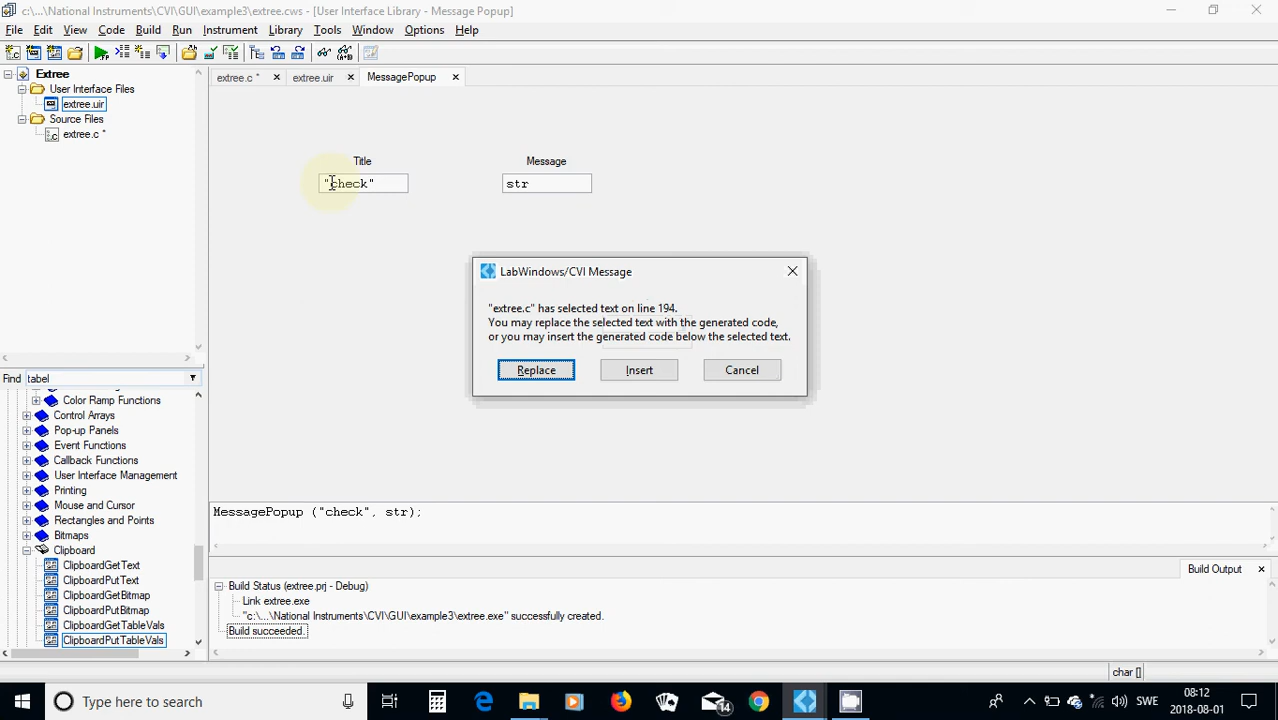 c:\...\National Instruments\CVI\GUI\example3\extree.cws - [User Interface Library - Message Popup]
File Edit View Code Build Run Instrument Library Tools Window Options Help
Extree
User Interface Files
extree.uir
Source Files
extree.c *
extree.c * extree.uir MessagePopup
Title Message
"check" str
LabWindows/CVI Message
"extree.c" has selected text on line 194.
You may replace the selected text with the generated code,
or you may insert the generated code below the selected text.
Replace Insert Cancel
Find tabel
Color Ramp Functions
Control Arrays
Pop-up Panels
Event Functions
Callback Functions
User Interface Management
Printing
Mouse and Cursor
Rectangles and Points
Bitmaps
Clipboard
ClipboardGetText
ClipboardPutText
ClipboardGetBitmap
ClipboardPutBitmap
ClipboardGetTableVals
ClipboardPutTableVals
MessagePopup ("check", str);
Build Output
Build Status (extree.prj - Debug)
Link extree.exe
"c:\...\National Instruments\CVI\GUI\example3\extree.exe" successfully created.
Build succeeded.
char []
Type here to search
14
SWE
08:12
2018-08-01